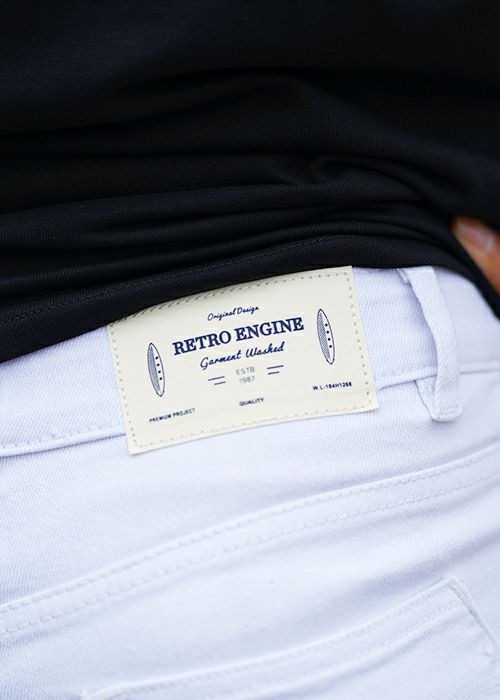 Original Design
RETRO ENGINE
Garment Washed
ESTB
1987
PREMIUM PROJECT
QUALITY
W.L-184H1268